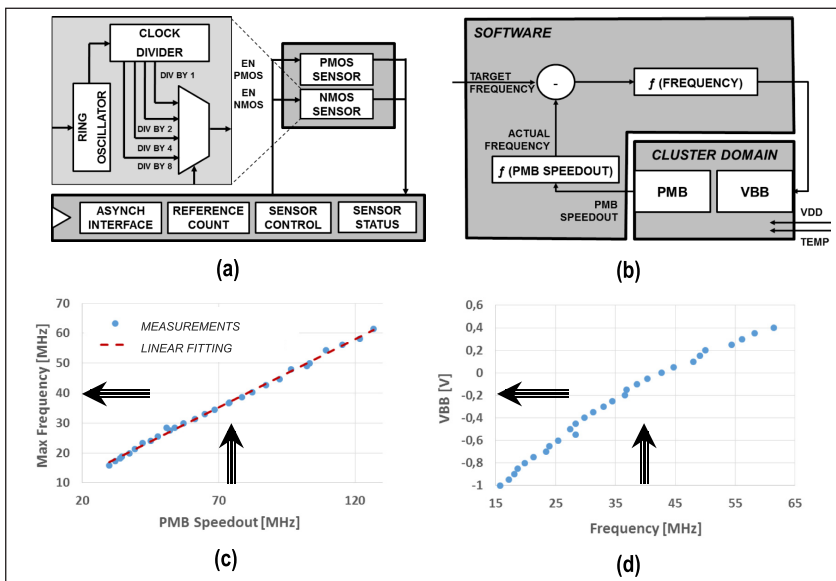 CLOCK
DIVIDER
DIV BY 1
DIV BY 2
DIV BY 4
DIV BY 8
RING
OSCILLATOR
EN
PMOS
EN
NMOS
PMOS
SENSOR
NMOS
SENSOR
ASYNCH
INTERFACE
REFERENCE
COUNT
SENSOR
CONTROL
SENSOR
STATUS
(a)
SOFTWARE
TARGET
FREQUENCY
-
f (FREQUENCY)
ACTUAL
FREQUENCY
f (PMB SPEEDOUT)
PMB
SPEEDOUT
CLUSTER DOMAIN
PMB
VBB
VDD
TEMP
(b)
Max Frequency [MHz]
70
60
50
40
30
20
10
MEASUREMENTS
LINEAR FITTING
20
70
120
PMB Speedout [MHz]
(c)
VBB [V]
0,6
0,4
0,2
0
-0,2
-0,4
-0,6
-0,8
-1
15
25
35
45
55
65
Frequency [MHz]
(d)